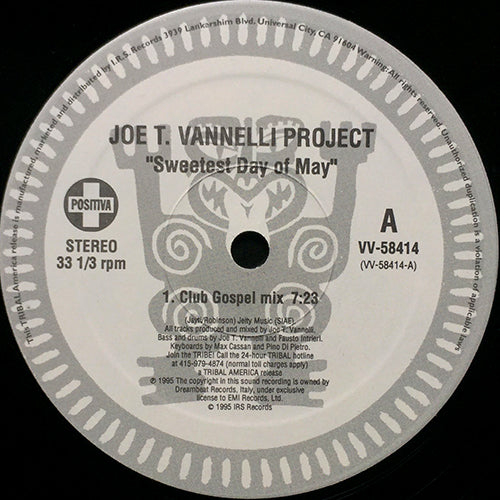 The TRIBAL America release is manufactured, marketed and distributed by I.R.S. Records 3939 Lankershim Blvd, Universal City, CA 91604 Warning: All rights reserved. Unauthorized duplication is a violation of applicable laws
JOE T. VANNELLI PROJECT
"Sweetest Day of May"
POSITIVA
STEREO
33 1/3 rpm
A
VV-58414
(VV-58414-A)
1. Club Gospel mix 7:23
(Jay/L.Robinson) Jeity Music (SIAE)
All tracks produced and mixed by Joe T. Vannelli.
Bass and drums by Joe T. Vannelli and Fausto Intrieri.
Keyboards by Max Cassan and Pino Di Pietro.
Join the TRIBE! Call the 24-hour TRIBAL hotline
at 415-979-4874 (normal toll charges apply)
a TRIBAL AMERICA release
℗ 1995 The copyright in this sound recording is owned by
Dreambeat Records, Italy, under exclusive
license to EMI Records, Ltd.
© 1995 IRS Records